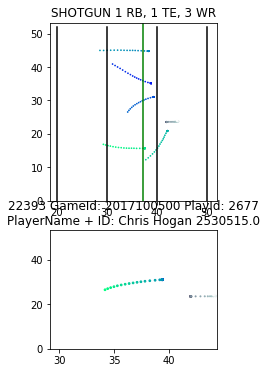 SHOTGUN 1 RB, 1 TE, 3 WR
50
40
30
20
10
0
20 30 40 50
22393 GameId: 2017100500 PlayId: 2677
PlayerName + ID: Chris Hogan 2530515.0
40
20
0
30 35 40